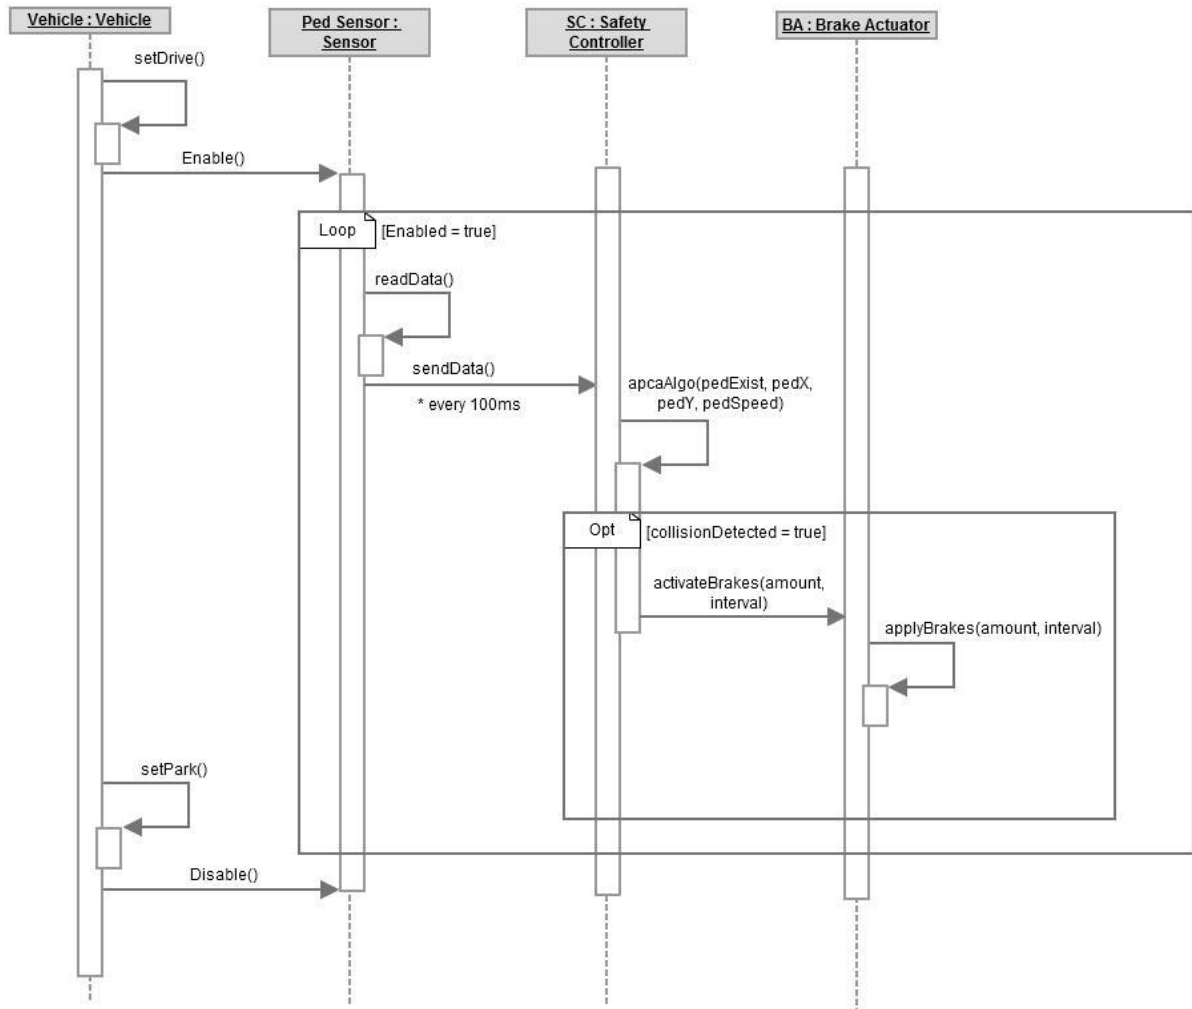 Vehicle : Vehicle
Ped Sensor :
Sensor
SC : Safety
Controller
BA : Brake Actuator
setDrive()
Enable()
Loop
[Enabled = true]
readData()
sendData()
* every 100ms
apcaAlgo(pedExist, pedX,
pedY, pedSpeed)
Opt
[collisionDetected = true]
activateBrakes(amount,
interval)
applyBrakes(amount, interval)
setPark()
Disable()